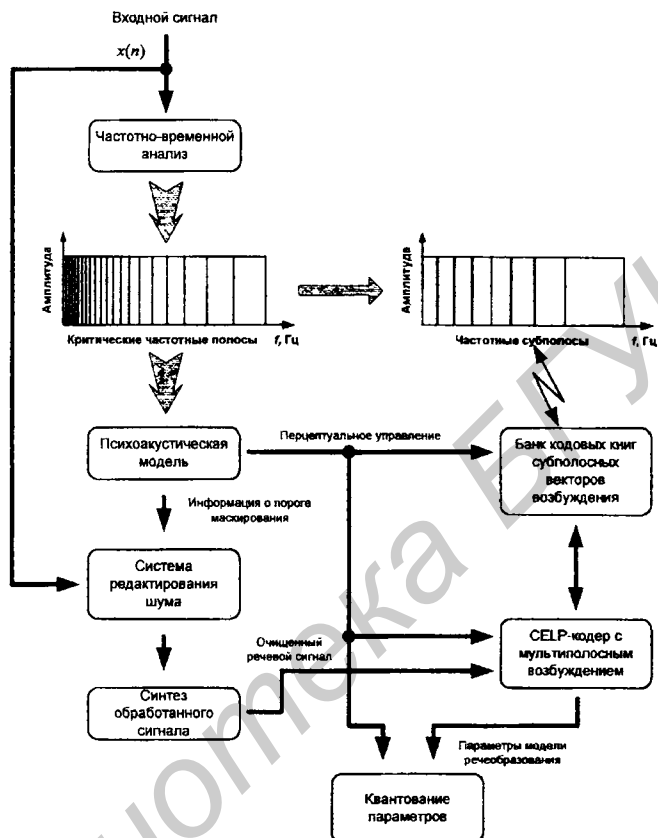 Входной сигнал
x(n)
Частотно-временной
анализ
Амплитуда
Критические частотные полосы
f, Гц
Амплитуда
Частотные субполосы
f, Гц
Психоакустическая
модель
Перцептуальное управление
Банк кодовых книг
субполосных
векторов
возбуждения
Информация о пороге
маскирования
Система
редактирования
шума
Очищенный
речевой сигнал
CELP-кодер с
мультиполосным
возбуждением
Синтез
обработанного
сигнала
Параметры модели
речеобразования
Квантование
параметров